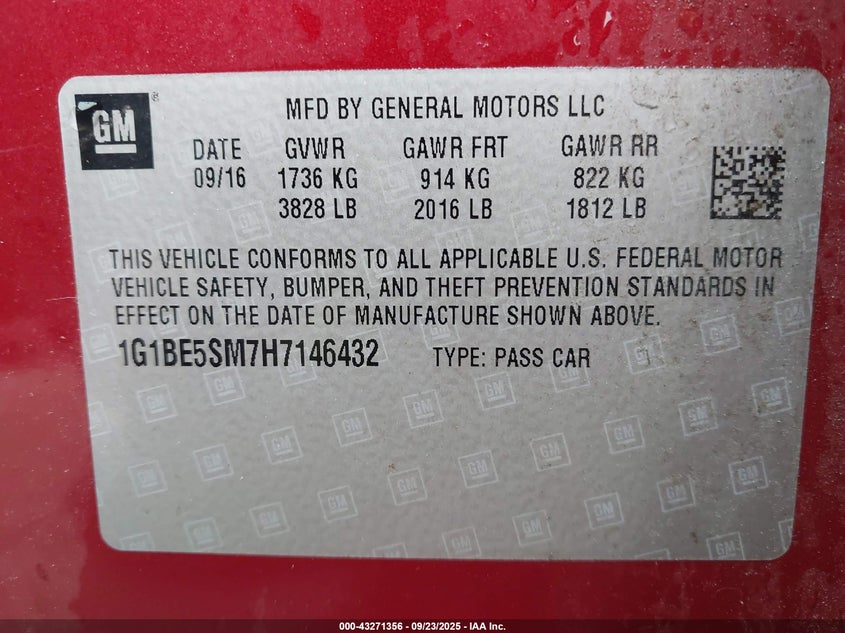 GM
®
MFD BY GENERAL MOTORS LLC
DATE GVWR GAWR FRT GAWR RR
09/16 1736 KG 914 KG 822 KG
3828 LB 2016 LB 1812 LB
THIS VEHICLE CONFORMS TO ALL APPLICABLE U.S. FEDERAL MOTOR
VEHICLE SAFETY, BUMPER, AND THEFT PREVENTION STANDARDS IN
EFFECT ON THE DATE OF MANUFACTURE SHOWN ABOVE.
1G1BE5SM7H7146432 TYPE: PASS CAR
000-43271356 - 09/23/2025 - IAA Inc.